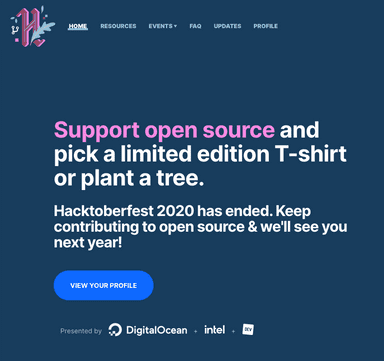 HOME RESOURCES EVENTS FAQ UPDATES PROFILE
Support open source and
pick a limited edition T-shirt
or plant a tree.
Hacktoberfest 2020 has ended. Keep
contributing to open source & we'll see you
next year!
VIEW YOUR PROFILE
Presented by DigitalOcean + intel + DEV